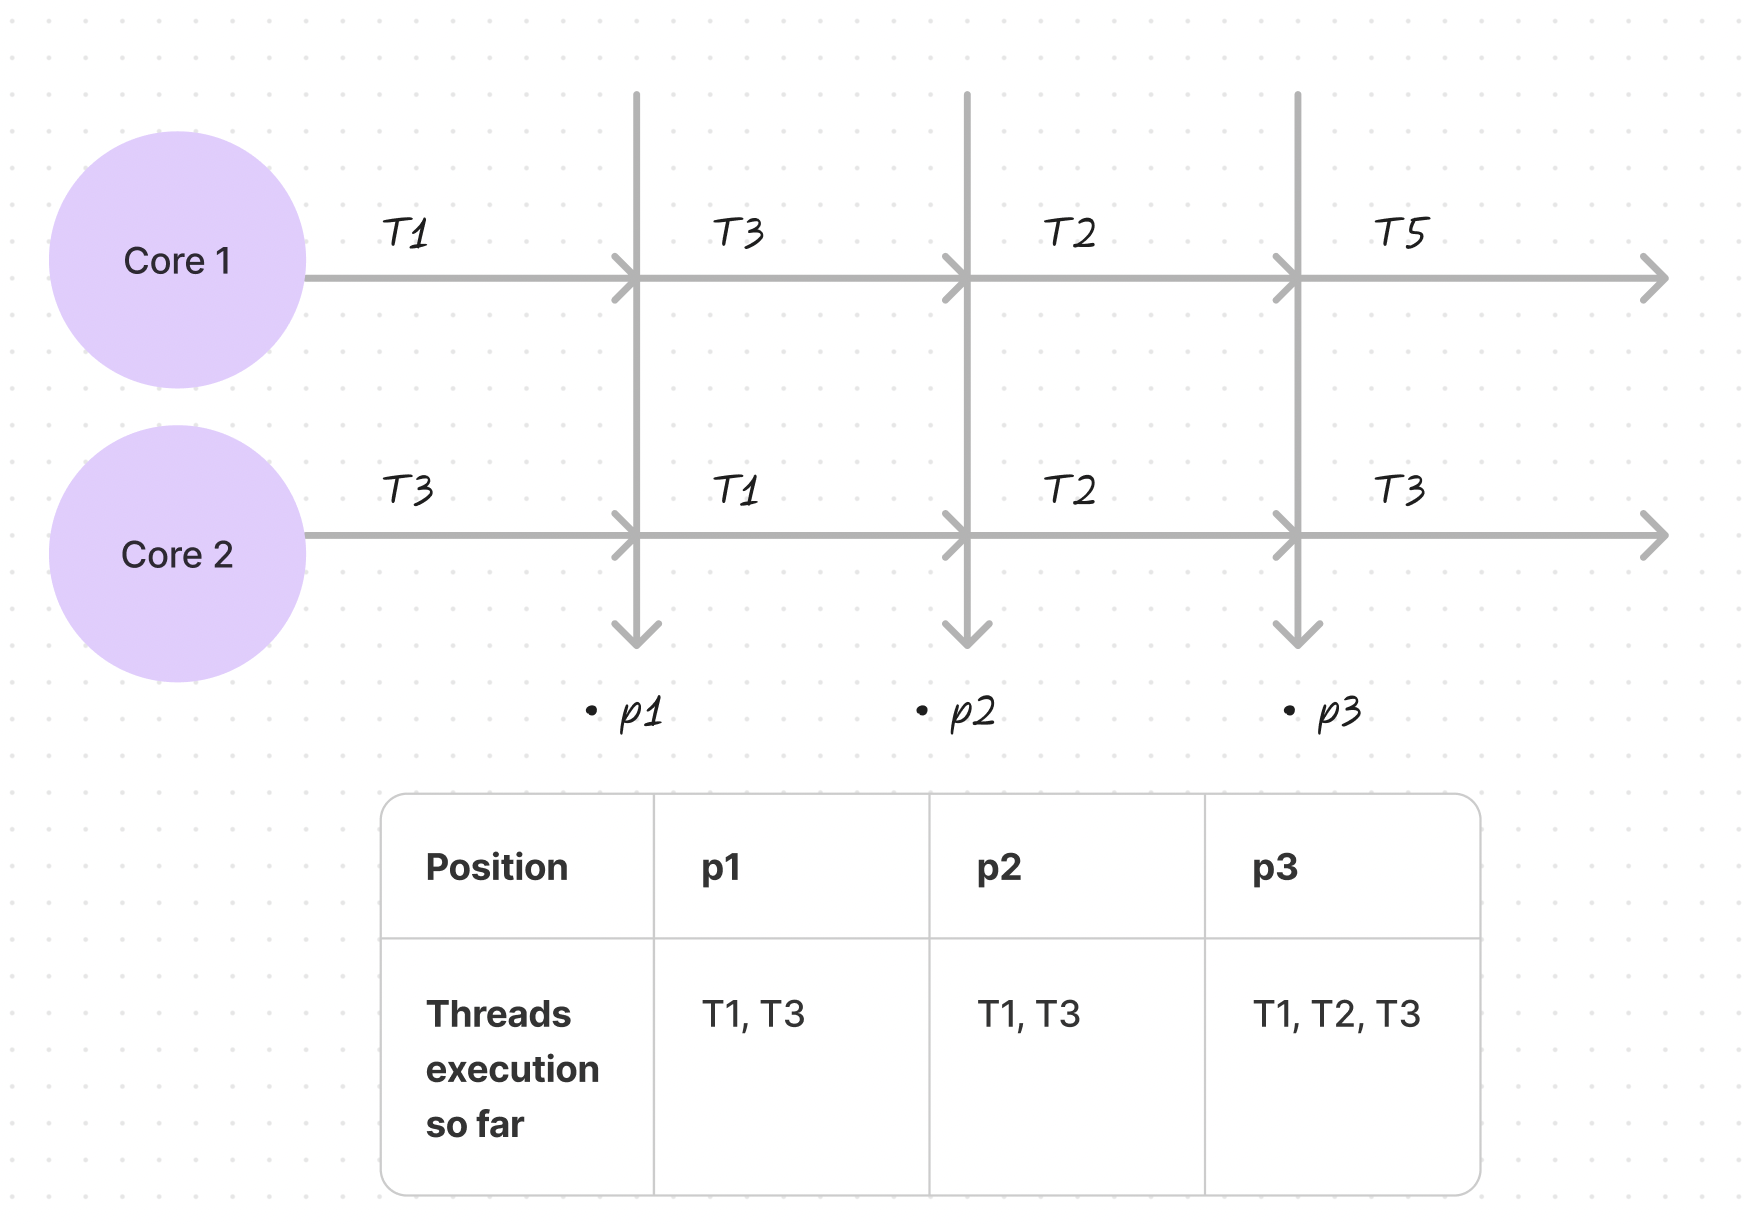 T1 T3 T2 T5
Core 1
T3 T1 T2 T3
Core 2
• p1 • p2 • p3
Position p1 p2 p3
Threads T1, T3 T1, T3 T1, T2, T3
execution
so far